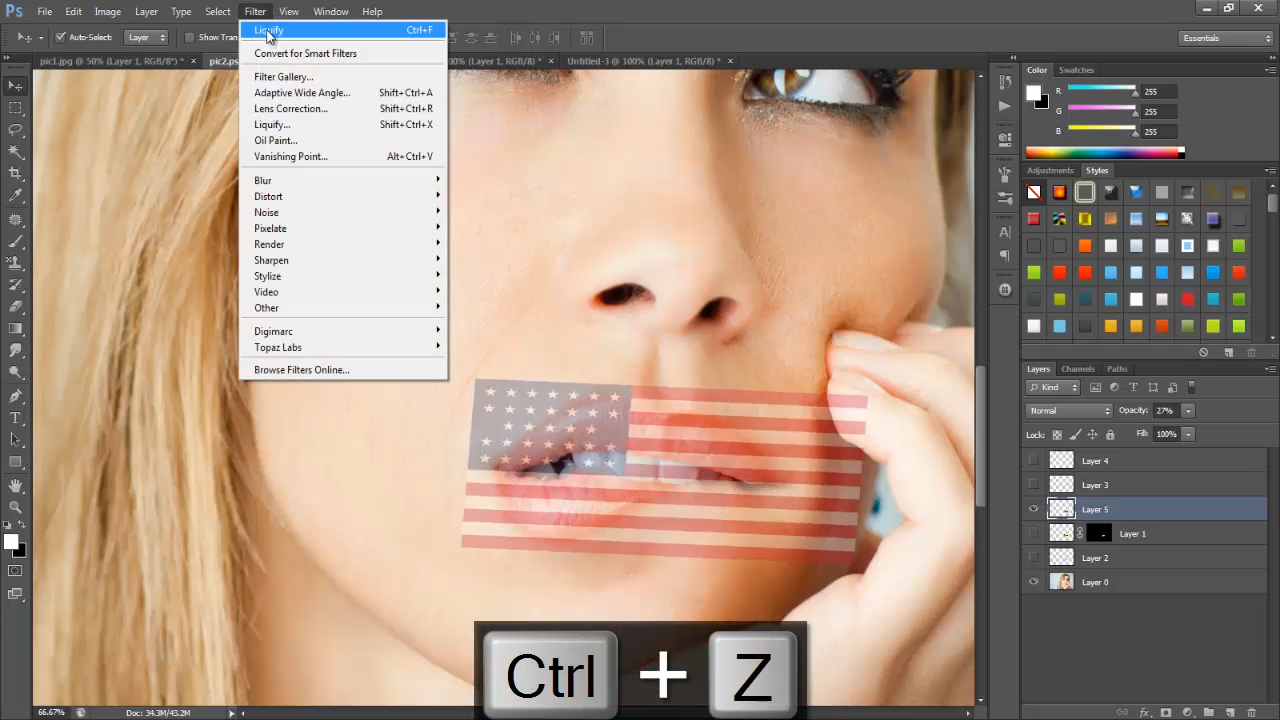 Ps File Edit Image Layer Type Select Filter View Window Help
Auto-Select: Layer Show Tran Essentials
pic1.jpg @ 50% (Layer 1, RGB/8*) * × pic2.ps 00% (Layer 1, RGB/8) * × Untitled-3 @ 100% (Layer 1, RGB/8) * ×
Liquify Ctrl+F
Convert for Smart Filters
Filter Gallery...
Adaptive Wide Angle... Shift+Ctrl+A
Lens Correction... Shift+Ctrl+R
Liquify... Shift+Ctrl+X
Oil Paint...
Vanishing Point... Alt+Ctrl+V
Blur
Distort
Noise
Pixelate
Render
Sharpen
Stylize
Video
Other
Digimarc
Topaz Labs
Browse Filters Online...
Color Swatches
R 255
G 255
B 255
Adjustments Styles
Layers Channels Paths
Kind
Normal Opacity: 27%
Lock: Fill: 100%
Layer 4
Layer 3
Layer 5
Layer 1
Layer 2
Layer 0
Ctrl + Z
66.67% Doc: 34.3M/43.2M